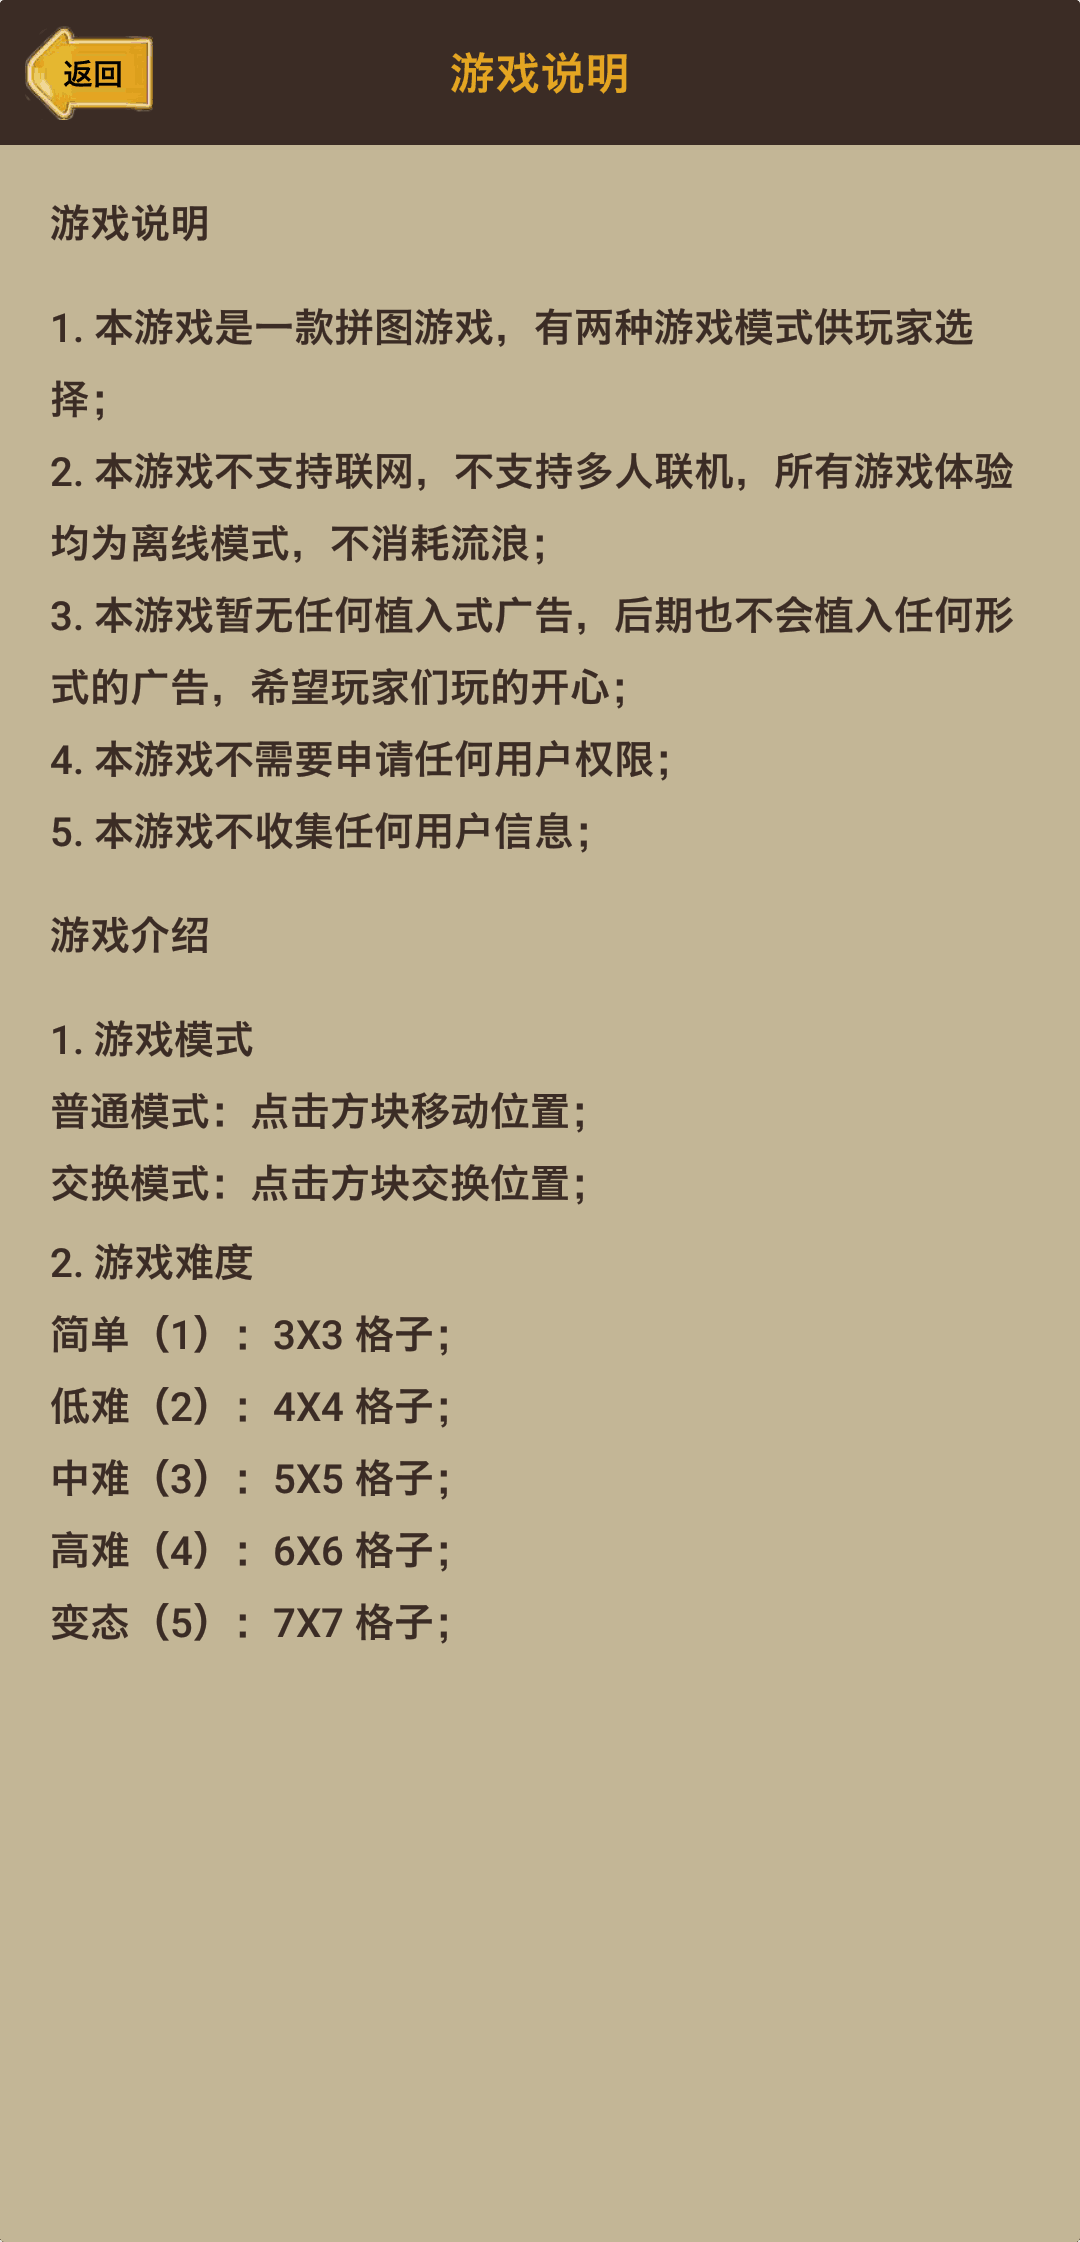 返回
游戏说明
游戏说明
1. 本游戏是一款拼图游戏，有两种游戏模式供玩家选
择；
2. 本游戏不支持联网，不支持多人联机，所有游戏体验
均为离线模式，不消耗流浪；
3. 本游戏暂无任何植入式广告，后期也不会植入任何形
式的广告，希望玩家们玩的开心；
4. 本游戏不需要申请任何用户权限；
5. 本游戏不收集任何用户信息；
游戏介绍
1. 游戏模式
普通模式：点击方块移动位置；
交换模式：点击方块交换位置；
2. 游戏难度
简单（1）：3X3 格子；
低难（2）：4X4 格子；
中难（3）：5X5 格子；
高难（4）：6X6 格子；
变态（5）：7X7 格子；